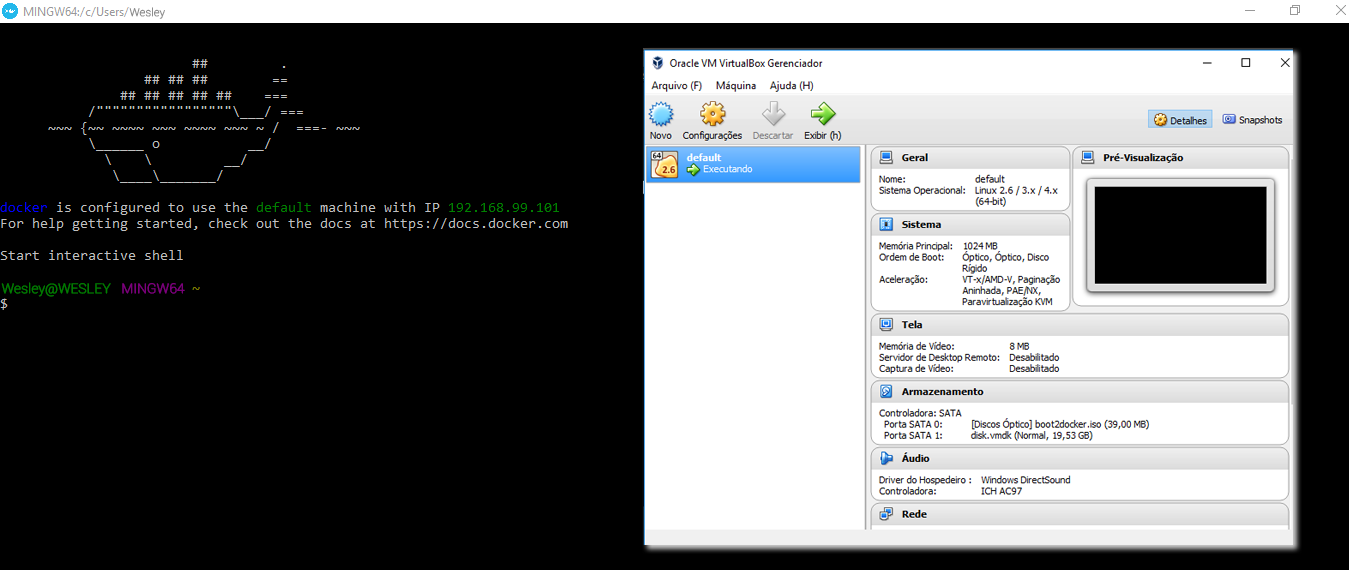 MINGW64:/c/Users/Wesley
##         .
## ## ##        ==
## ## ## ## ##    ===
/"""""""""""""""""\___/ ===
~~~ {~~ ~~~~ ~~~ ~~~~ ~~~ ~ /  ===- ~~~
\______ o           __/
\    \         __/
\____\_______/
docker is configured to use the default machine with IP 192.168.99.101
For help getting started, check out the docs at https://docs.docker.com
Start interactive shell
Wesley@WESLEY MINGW64 ~
$
Oracle VM VirtualBox Gerenciador
Arquivo (F) Máquina Ajuda (H)
Novo Configurações Descartar Exibir (h)
Detalhes Snapshots
64
2.6
default
Executando
Geral
Nome: default
Sistema Operacional: Linux 2.6 / 3.x / 4.x
(64-bit)
Pré-Visualização
Sistema
Memória Principal: 1024 MB
Ordem de Boot: Óptico, Óptico, Disco
Rígido
Aceleração: VT-x/AMD-V, Paginação
Aninhada, PAE/NX,
Paravirtualização KVM
Tela
Memória de Vídeo: 8 MB
Servidor de Desktop Remoto: Desabilitado
Captura de Vídeo: Desabilitado
Armazenamento
Controladora: SATA
Porta SATA 0: [Discos Óptico] boot2docker.iso (39,00 MB)
Porta SATA 1: disk.vmdk (Normal, 19,53 GB)
Áudio
Driver do Hospedeiro : Windows DirectSound
Controladora: ICH AC97
Rede